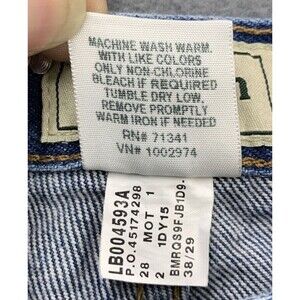 MACHINE WASH WARM.
WITH LIKE COLORS
ONLY NON-CHLORINE
BLEACH IF REQUIRED
TUMBLE DRY LOW.
REMOVE PROMPTLY
WARM IRON IF NEEDED
RN# 71341
VN# 1002974
LB004593A
P.O.45174298
28 MOT 1
2 1DY15
BMRQS9FJB1D9-
38/29